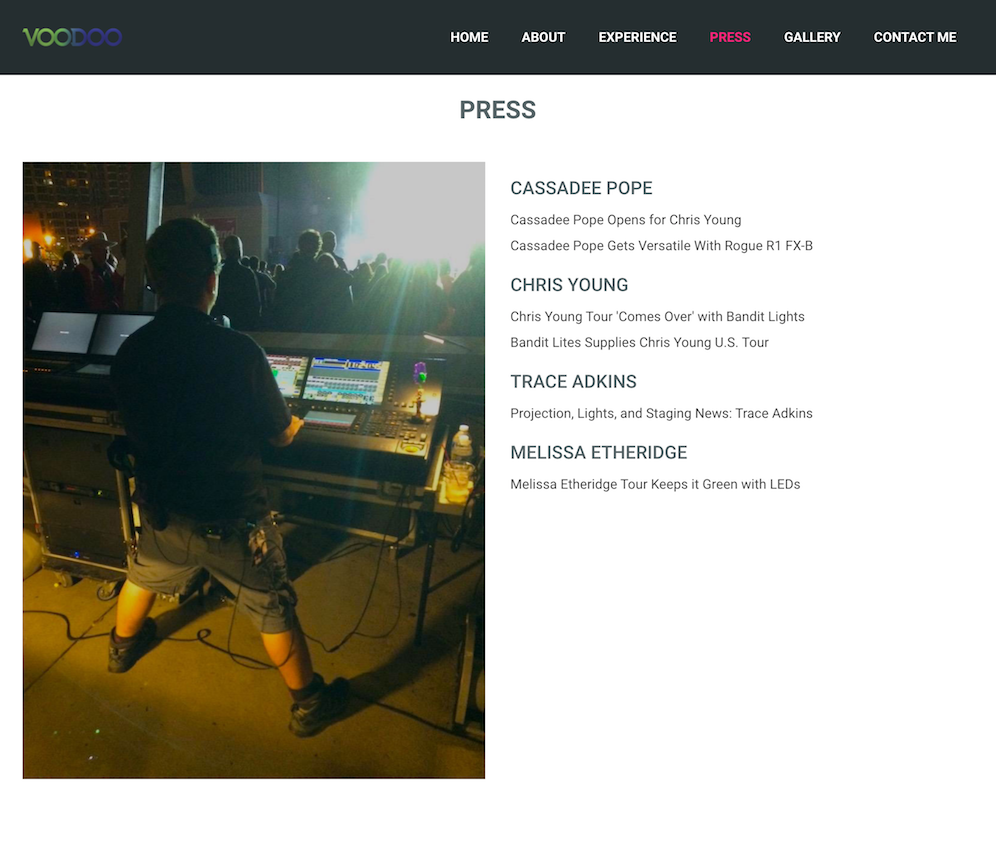 VOODOO
HOME
ABOUT
EXPERIENCE
PRESS
GALLERY
CONTACT ME
PRESS
CASSADEE POPE
Cassadee Pope Opens for Chris Young
Cassadee Pope Gets Versatile With Rogue R1 FX-B
CHRIS YOUNG
Chris Young Tour 'Comes Over' with Bandit Lights
Bandit Lites Supplies Chris Young U.S. Tour
TRACE ADKINS
Projection, Lights, and Staging News: Trace Adkins
MELISSA ETHERIDGE
Melissa Etheridge Tour Keeps it Green with LEDs